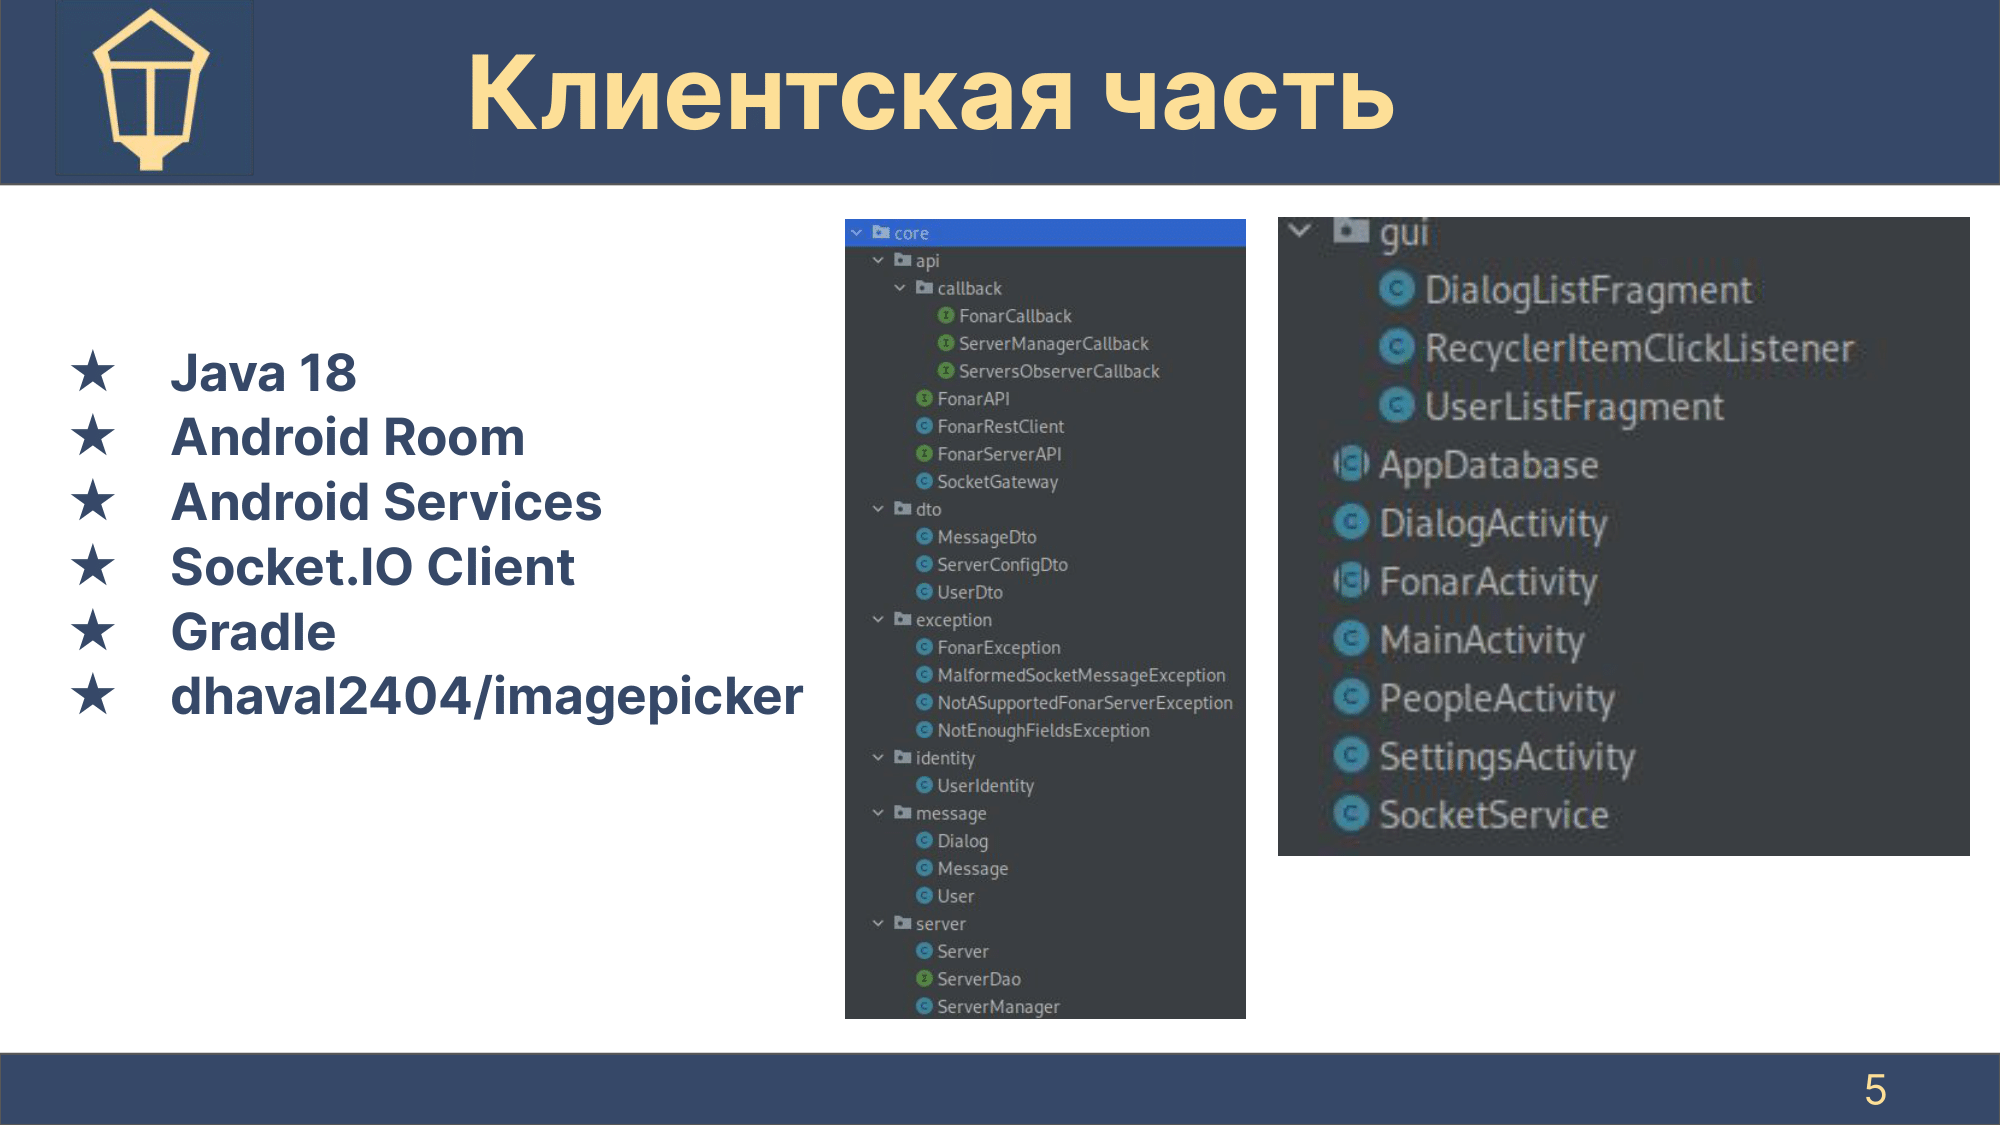 Клиентская часть
★ Java 18
★ Android Room
★ Android Services
★ Socket.IO Client
★ Gradle
★ dhaval2404/imagepicker
core
api
callback
FonarCallback
ServerManagerCallback
ServersObserverCallback
FonarAPI
FonarRestClient
FonarServerAPI
SocketGateway
dto
MessageDto
ServerConfigDto
UserDto
exception
FonarException
MalformedSocketMessageException
NotASupportedFonarServerException
NotEnoughFieldsException
identity
UserIdentity
message
Dialog
Message
User
server
Server
ServerDao
ServerManager
gui
DialogListFragment
RecyclerItemClickListener
UserListFragment
AppDatabase
DialogActivity
FonarActivity
MainActivity
PeopleActivity
SettingsActivity
SocketService
5